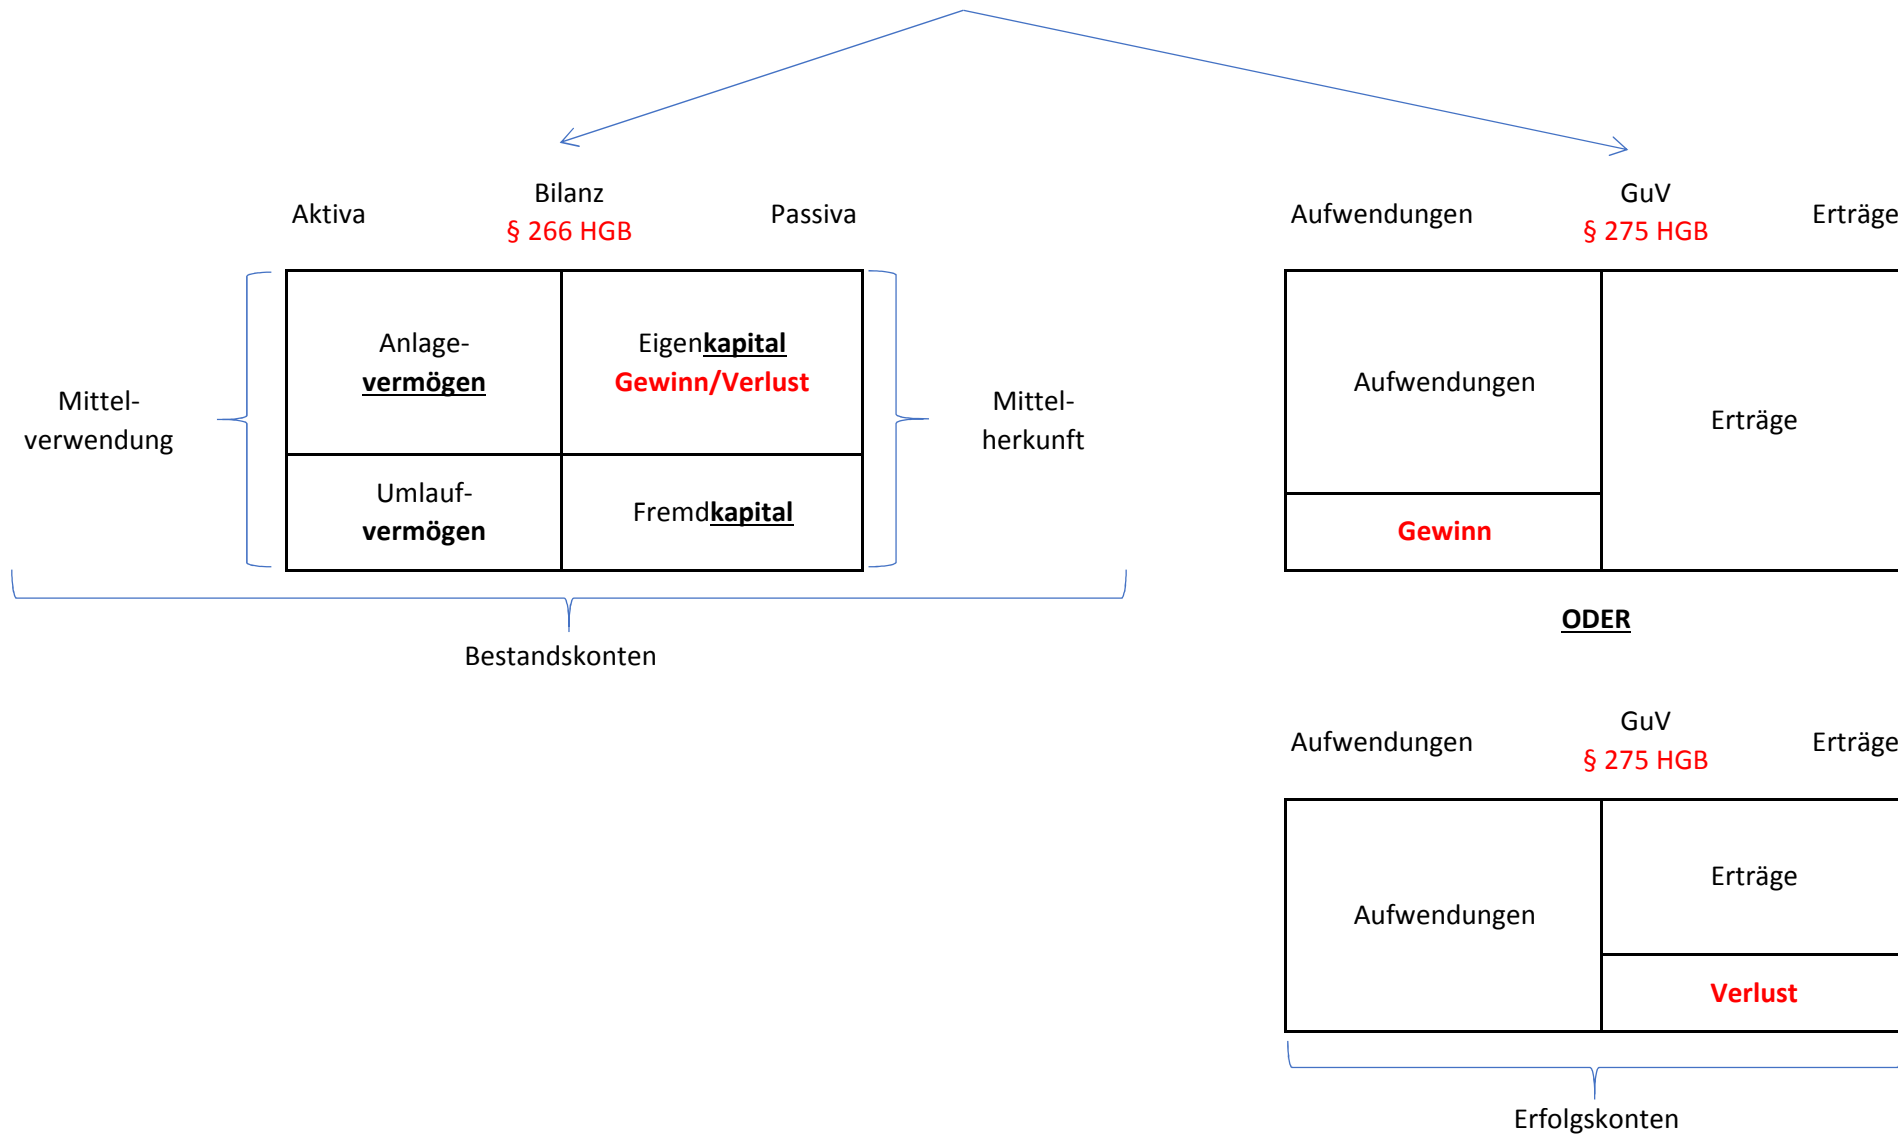 Aktiva
Bilanz
§ 266 HGB
Passiva
Mittel-
verwendung
Anlage-
vermögen
Eigenkapital
Gewinn/Verlust
Umlauf-
vermögen
Fremdkapital
Mittel-
herkunft
Bestandskonten
Aufwendungen
GuV
§ 275 HGB
Erträge
Aufwendungen
Erträge
Gewinn
ODER
Aufwendungen
GuV
§ 275 HGB
Erträge
Aufwendungen
Erträge
Verlust
Erfolgskonten